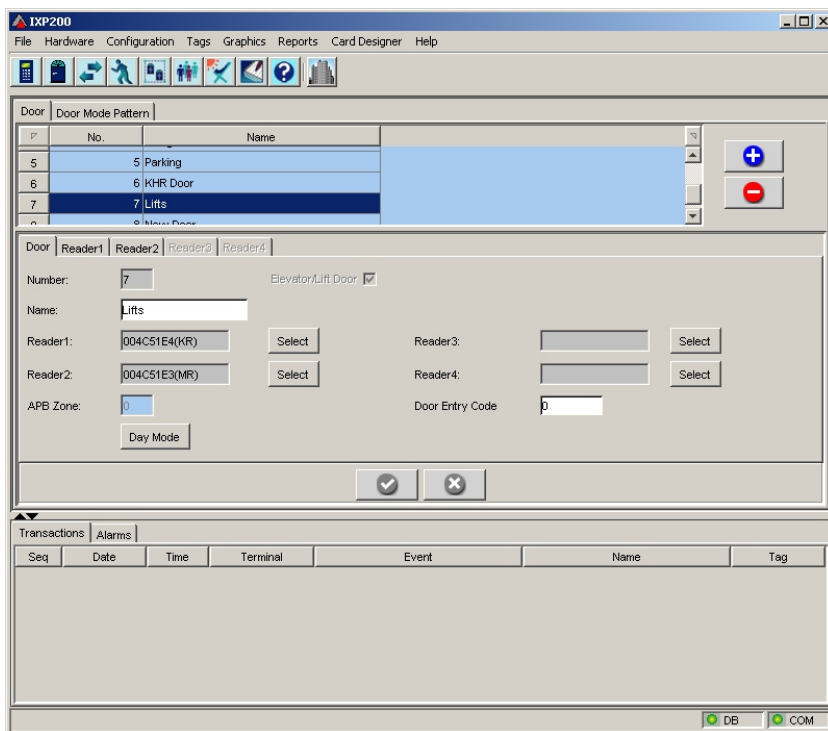 IXP200
File Hardware Configuration Tags Graphics Reports Card Designer Help
Door Door Mode Pattern
No. Name
5 5 Parking
6 6 KHR Door
7 7 Lifts
8 New Door
Door Reader1 Reader2 Reader3 Reader4
Number: 7 Elevator/Lift Door
Name: Lifts
Reader1: 004C51E4(KR) Select Reader3: Select
Reader2: 004C51E3(MR) Select Reader4: Select
APB Zone: 0 Door Entry Code 0
Day Mode
Transactions Alarms
Seq Date Time Terminal Event Name Tag
DB COM